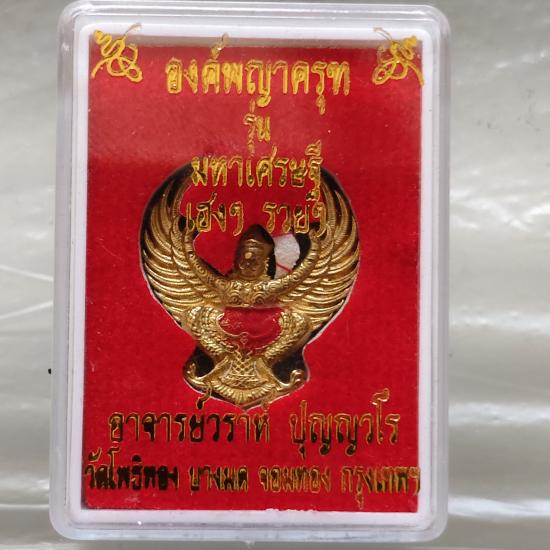 องค์พญาครุฑ
รุ่น
มหาเศรษฐี
เฮงๆ รวยๆ
อาจารย์วราห์ ปุญญวโร
วัดโพธิทอง บางมด จอมทอง กรุงเทพฯ